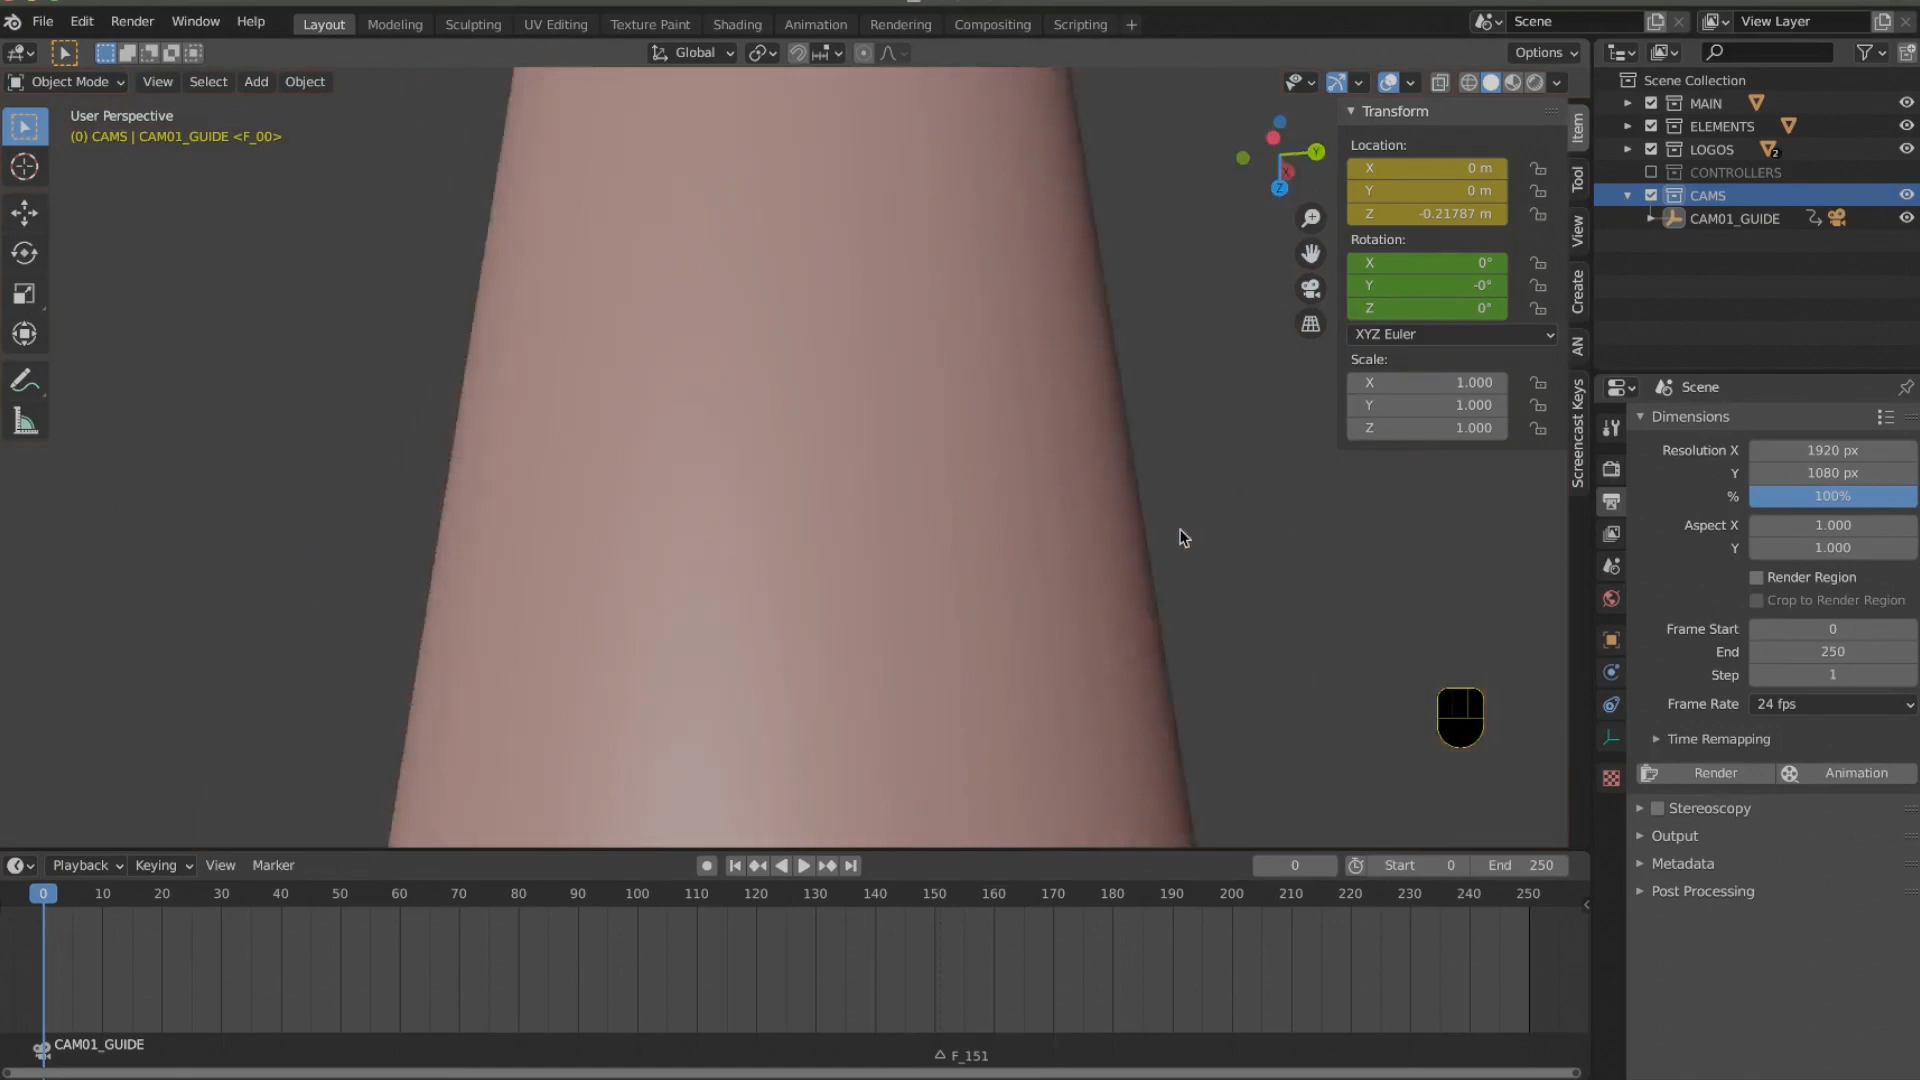 File Edit Render Window Help Layout Modeling Sculpting UV Editing Texture Paint Shading Animation Rendering Compositing Scripting + Scene View Layer
Global Options
Object Mode View Select Add Object
User Perspective
(0) CAMS | CAM01_GUIDE <F_00>
Transform
Location:
X 0 m
Y 0 m
Z -0.21787 m
Rotation:
X 0°
Y -0°
Z 0°
XYZ Euler
Scale:
X 1.000
Y 1.000
Z 1.000
Item
Tool
View
Create
AN
Screencast Keys
Y
X
Z
Scene Collection
MAIN
ELEMENTS
LOGOS 2
CONTROLLERS
CAMS
CAM01_GUIDE
Scene
Dimensions
Resolution X 1920 px
Y 1080 px
% 100%
Aspect X 1.000
Y 1.000
Render Region
Crop to Render Region
Frame Start 0
End 250
Step 1
Frame Rate 24 fps
Time Remapping
Render Animation
Stereoscopy
Output
Metadata
Post Processing
Playback Keying View Marker 0 Start 0 End 250
0 10 20 30 40 50 60 70 80 90 100 110 120 130 140 150 160 170 180 190 200 210 220 230 240 250
CAM01_GUIDE
F_151